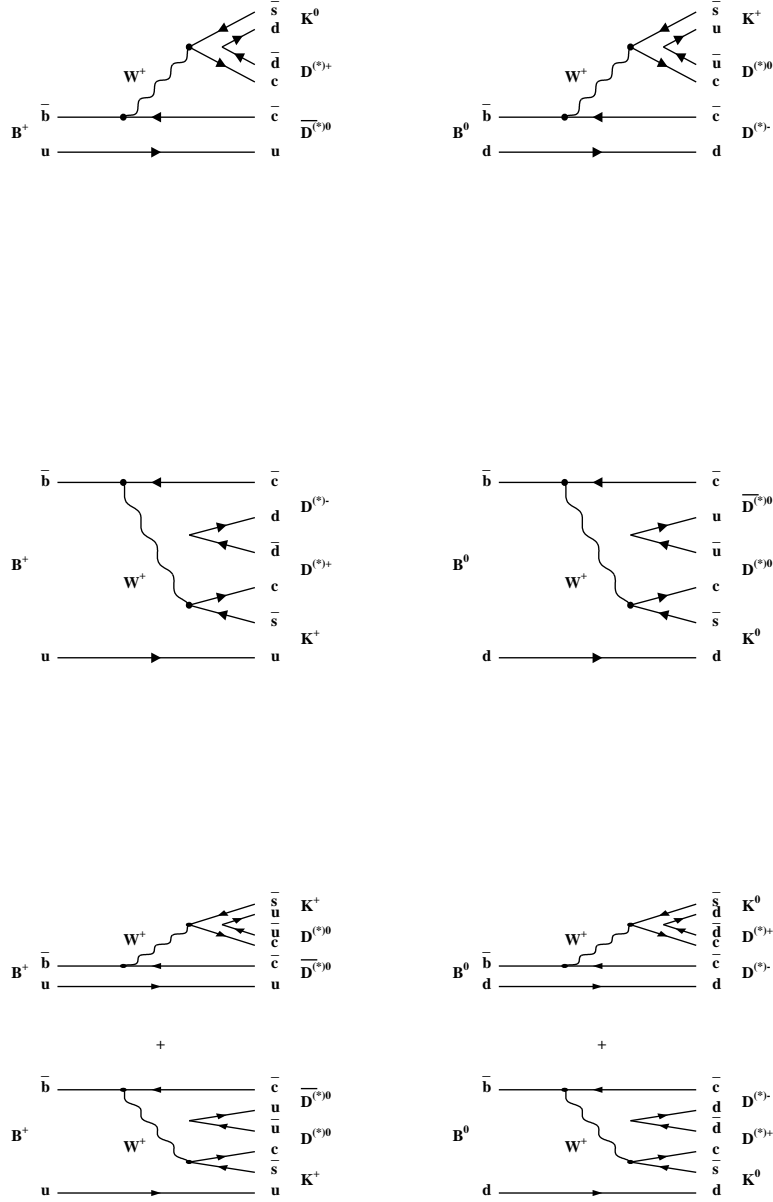 s̅ K⁰
d
W⁺ d̅ D⁽*⁾⁺
c
b̅ c̅ D̅⁽*⁾⁰
B⁺
u u
s̅ K⁺
u
W⁺ u̅ D⁽*⁾⁰
c
b̅ c̅ D⁽*⁾⁻
B⁰
d d
b̅ c̅
D⁽*⁾⁻
d
B⁺ d̅
W⁺ D⁽*⁾⁺
c
s̅
K⁺
u u
b̅ c̅
D̅⁽*⁾⁰
u
B⁰ u̅
W⁺ D⁽*⁾⁰
c
s̅
K⁰
d d
s̅ K⁺
u
W⁺ u̅ D⁽*⁾⁰
c
b̅ c̅ D̅⁽*⁾⁰
B⁺
u u
s̅ K⁰
d
W⁺ d̅ D⁽*⁾⁺
c
b̅ c̅ D⁽*⁾⁻
B⁰
d d
+
+
b̅ c̅ D̅⁽*⁾⁰
u
B⁺ u̅ D⁽*⁾⁰
W⁺ c
s̅ K⁺
u u
b̅ c̅ D⁽*⁾⁻
d
B⁰ d̅ D⁽*⁾⁺
W⁺ c
s̅ K⁰
d d